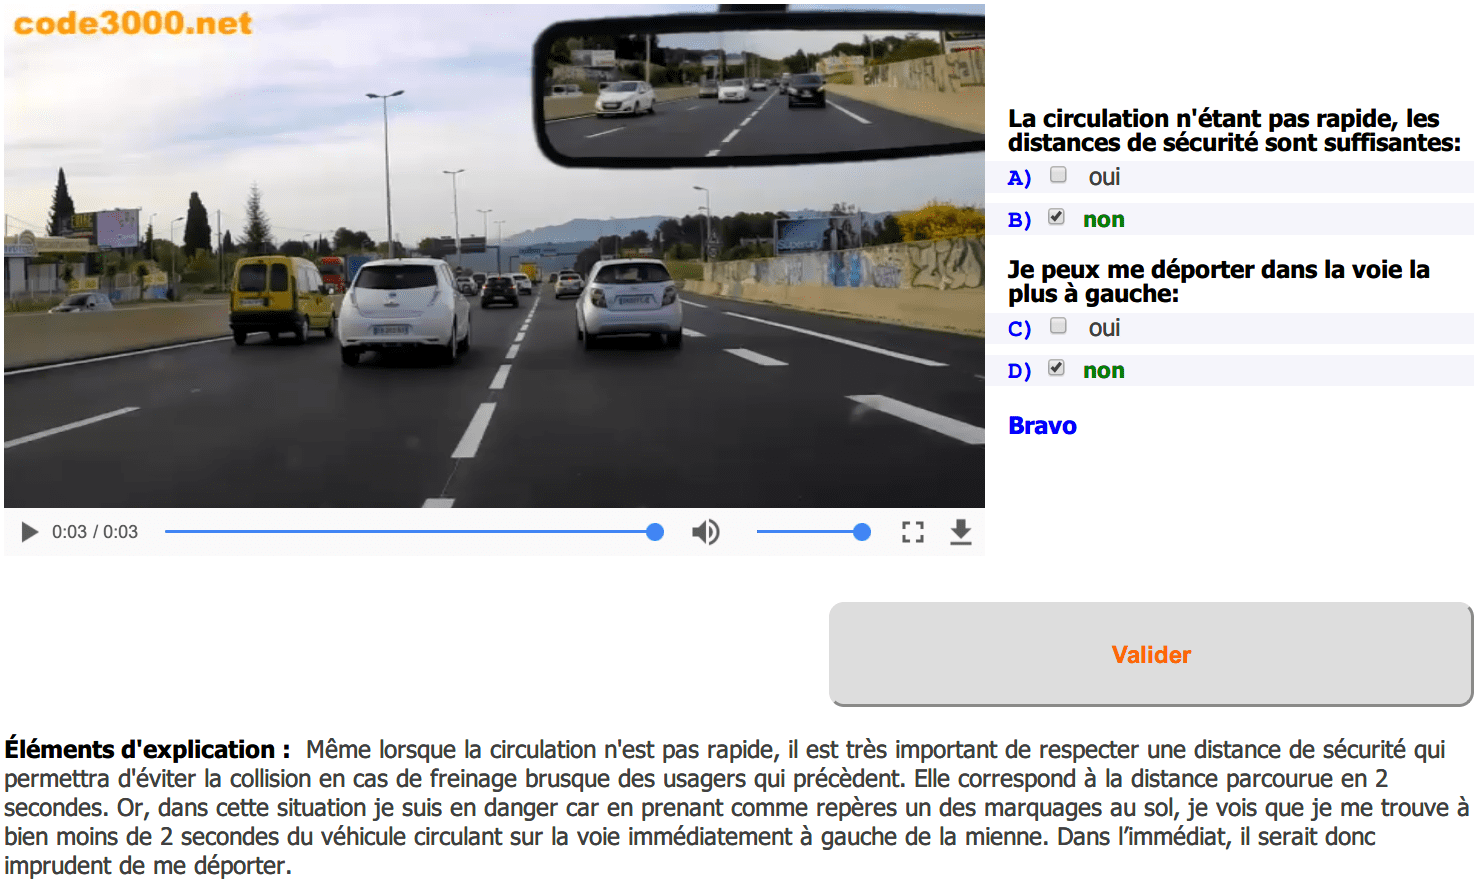 code3000.net
La circulation n'étant pas rapide, les
distances de sécurité sont suffisantes:
A) oui
B) non
Je peux me déporter dans la voie la
plus à gauche:
C) oui
D) non
Bravo
0:03 / 0:03
Valider
Éléments d'explication : Même lorsque la circulation n'est pas rapide, il est très important de respecter une distance de sécurité qui
permettra d'éviter la collision en cas de freinage brusque des usagers qui précèdent. Elle correspond à la distance parcourue en 2
secondes. Or, dans cette situation je suis en danger car en prenant comme repères un des marquages au sol, je vois que je me trouve à
bien moins de 2 secondes du véhicule circulant sur la voie immédiatement à gauche de la mienne. Dans l’immédiat, il serait donc
imprudent de me déporter.